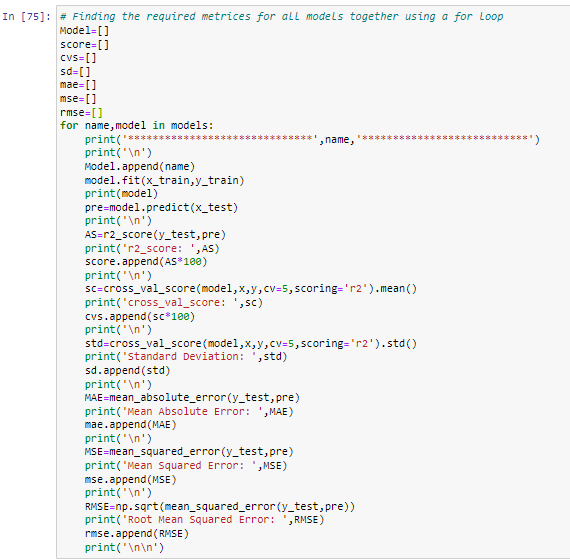 In [75]: # Finding the required metrices for all models together using a for loop
Model=[]
score=[]
cvs=[]
sd=[]
mae=[]
mse=[]
rmse=[]
for name,model in models:
    print('******************************',name,'***************************')
    print('\n')
    Model.append(name)
    model.fit(x_train,y_train)
    print(model)
    pre=model.predict(x_test)
    print('\n')
    AS=r2_score(y_test,pre)
    print('r2_score: ',AS)
    score.append(AS*100)
    print('\n')
    sc=cross_val_score(model,x,y,cv=5,scoring='r2').mean()
    print('cross_val_score: ',sc)
    cvs.append(sc*100)
    print('\n')
    std=cross_val_score(model,x,y,cv=5,scoring='r2').std()
    print('Standard Deviation: ',std)
    sd.append(std)
    print('\n')
    MAE=mean_absolute_error(y_test,pre)
    print('Mean Absolute Error: ',MAE)
    mae.append(MAE)
    print('\n')
    MSE=mean_squared_error(y_test,pre)
    print('Mean Squared Error: ',MSE)
    mse.append(MSE)
    print('\n')
    RMSE=np.sqrt(mean_squared_error(y_test,pre))
    print('Root Mean Squared Error: ',RMSE)
    rmse.append(RMSE)
    print('\n\n')